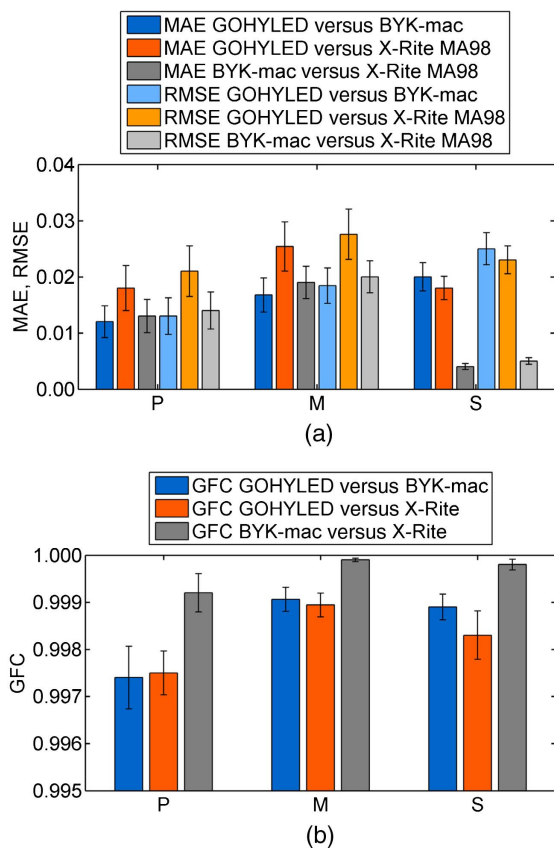 MAE GOHYLED versus BYK-mac
MAE GOHYLED versus X-Rite MA98
MAE BYK-mac versus X-Rite MA98
RMSE GOHYLED versus BYK-mac
RMSE GOHYLED versus X-Rite MA98
RMSE BYK-mac versus X-Rite MA98
0.04
0.03
0.02
0.01
0.00
MAE, RMSE
P M S
(a)
GFC GOHYLED versus BYK-mac
GFC GOHYLED versus X-Rite
GFC BYK-mac versus X-Rite
1.000
0.999
0.998
0.997
0.996
0.995
GFC
P M S
(b)